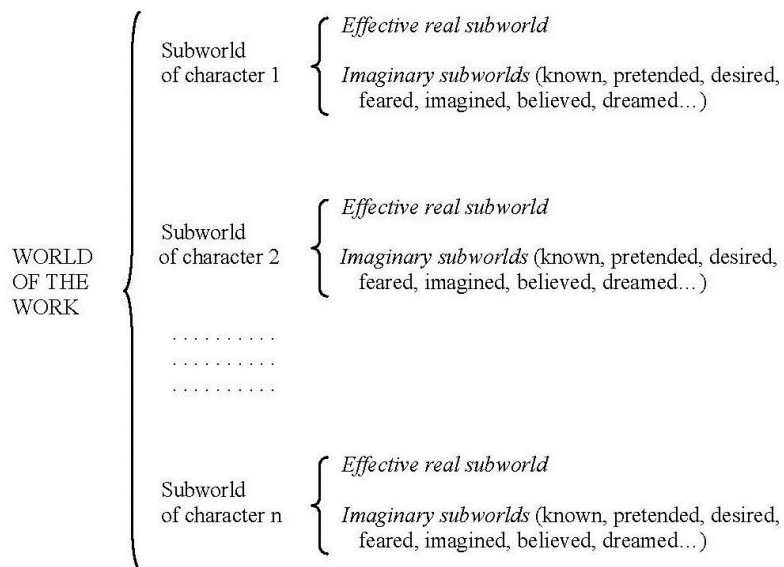 Effective real subworld
Subworld
of character 1
Imaginary subworlds (known, pretended, desired,
feared, imagined, believed, dreamed…)
Effective real subworld
Subworld
of character 2
Imaginary subworlds (known, pretended, desired,
feared, imagined, believed, dreamed…)
WORLD
OF THE
WORK
. . . . . . . . . .
. . . . . . . . . .
. . . . . . . . . .
Effective real subworld
Subworld
of character n
Imaginary subworlds (known, pretended, desired,
feared, imagined, believed, dreamed…)